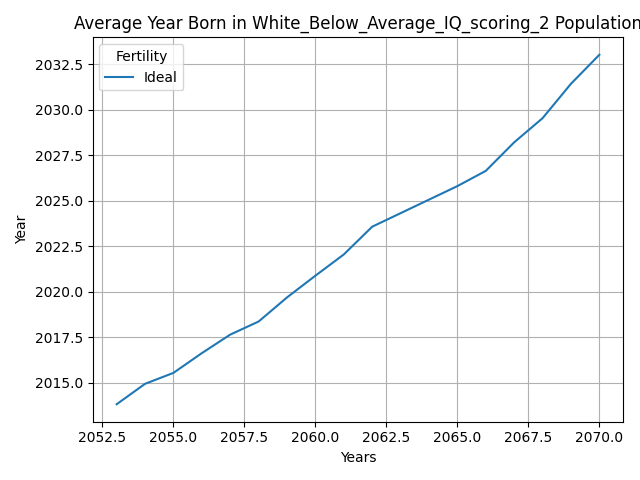 Average Year Born in White_Below_Average_IQ_scoring_2 Population
Fertility
Ideal
2032.5
2030.0
2027.5
2025.0
2022.5
2020.0
2017.5
2015.0
Year
2052.5 2055.0 2057.5 2060.0 2062.5 2065.0 2067.5 2070.0
Years